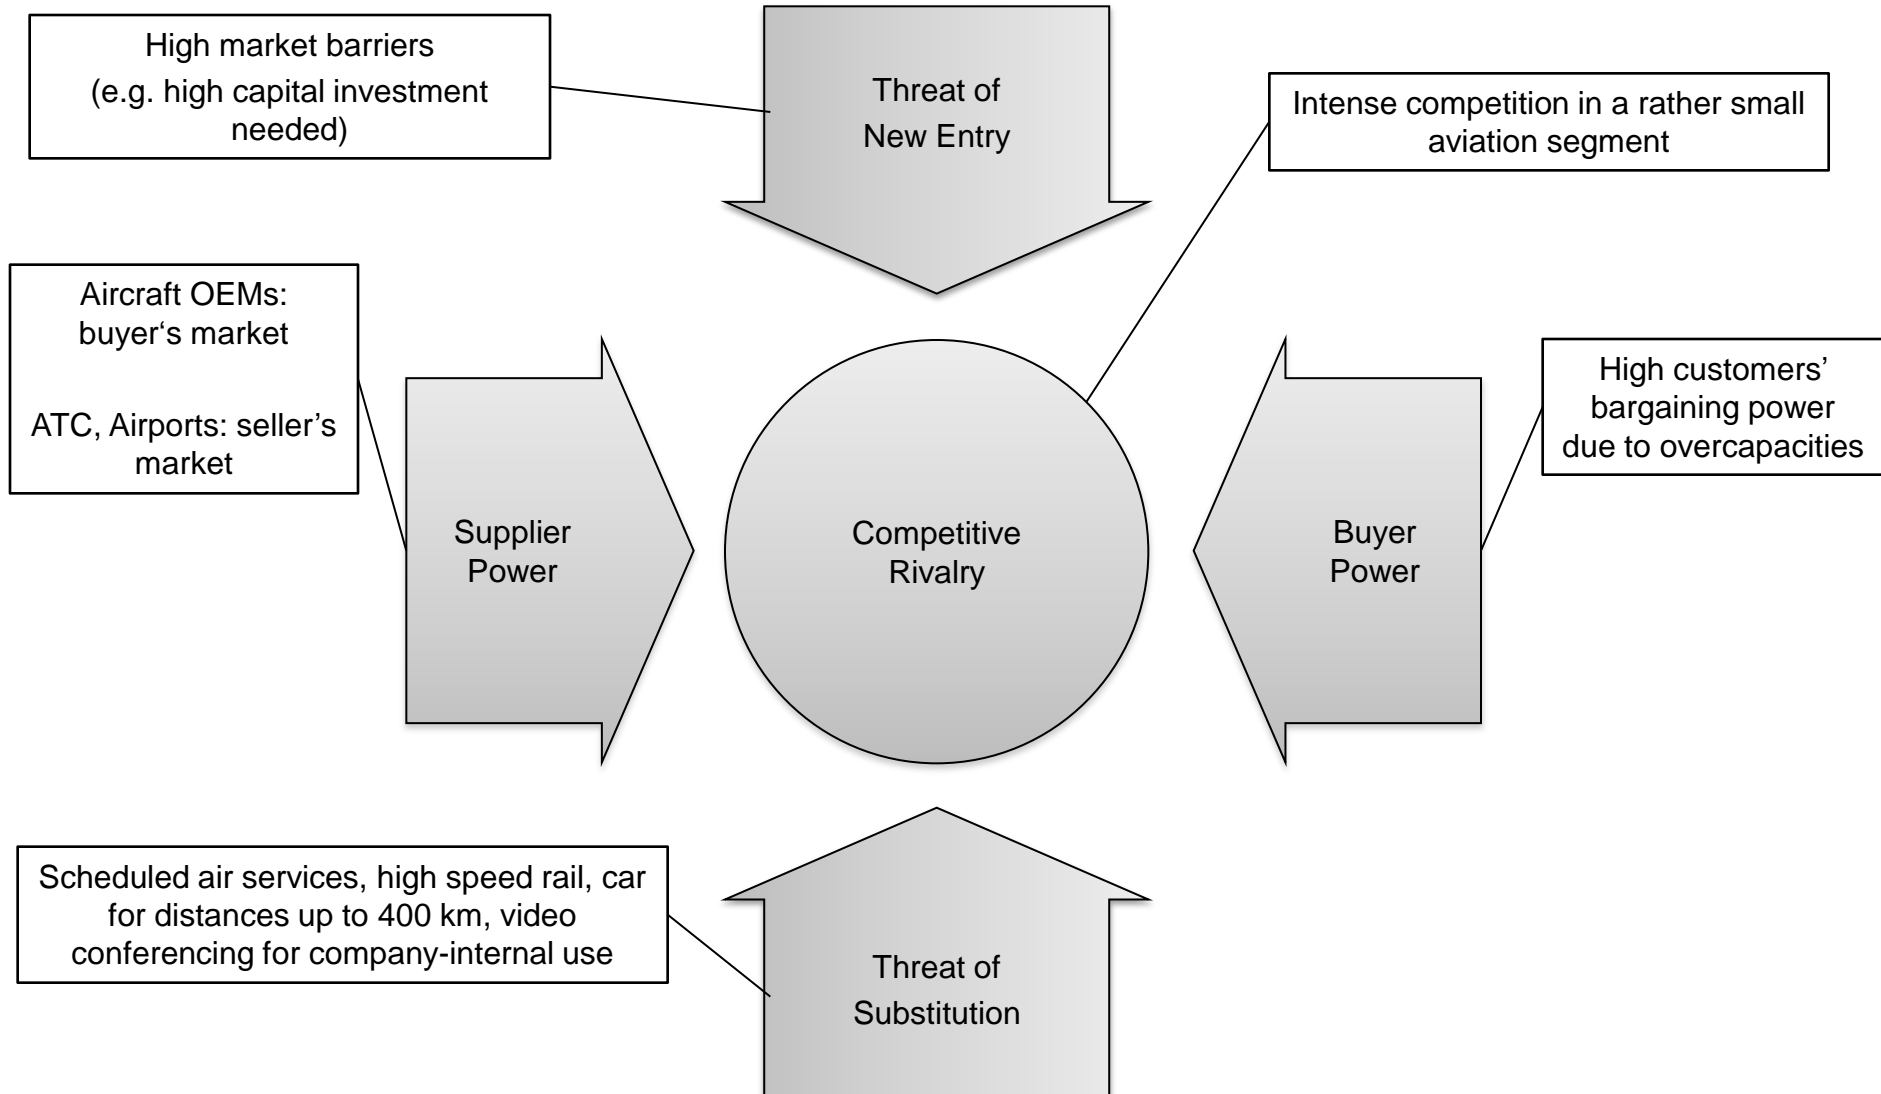 High market barriers
(e.g. high capital investment
needed)
Threat of
New Entry
Intense competition in a rather small
aviation segment
Aircraft OEMs:
buyer‘s market
ATC, Airports: seller’s
market
High customers’
bargaining power
due to overcapacities
Supplier
Power
Competitive
Rivalry
Buyer
Power
Scheduled air services, high speed rail, car
for distances up to 400 km, video
conferencing for company-internal use
Threat of
Substitution